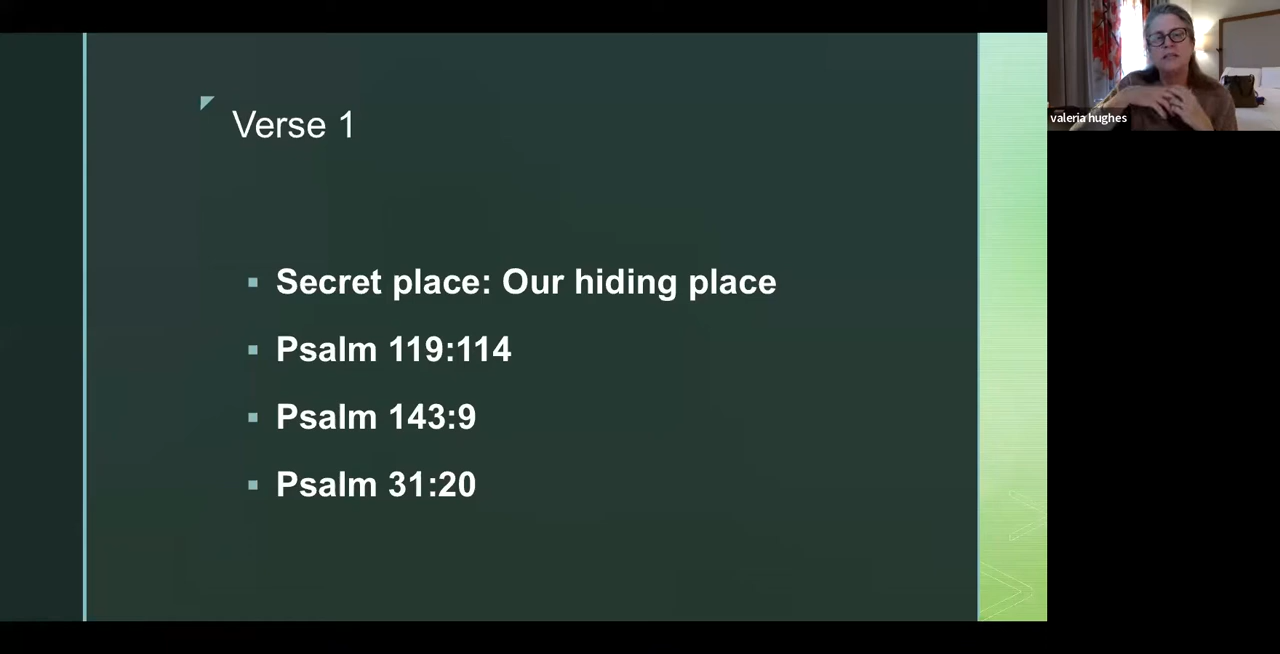 Verse 1
Secret place: Our hiding place
Psalm 119:114
Psalm 143:9
Psalm 31:20
valeria hughes